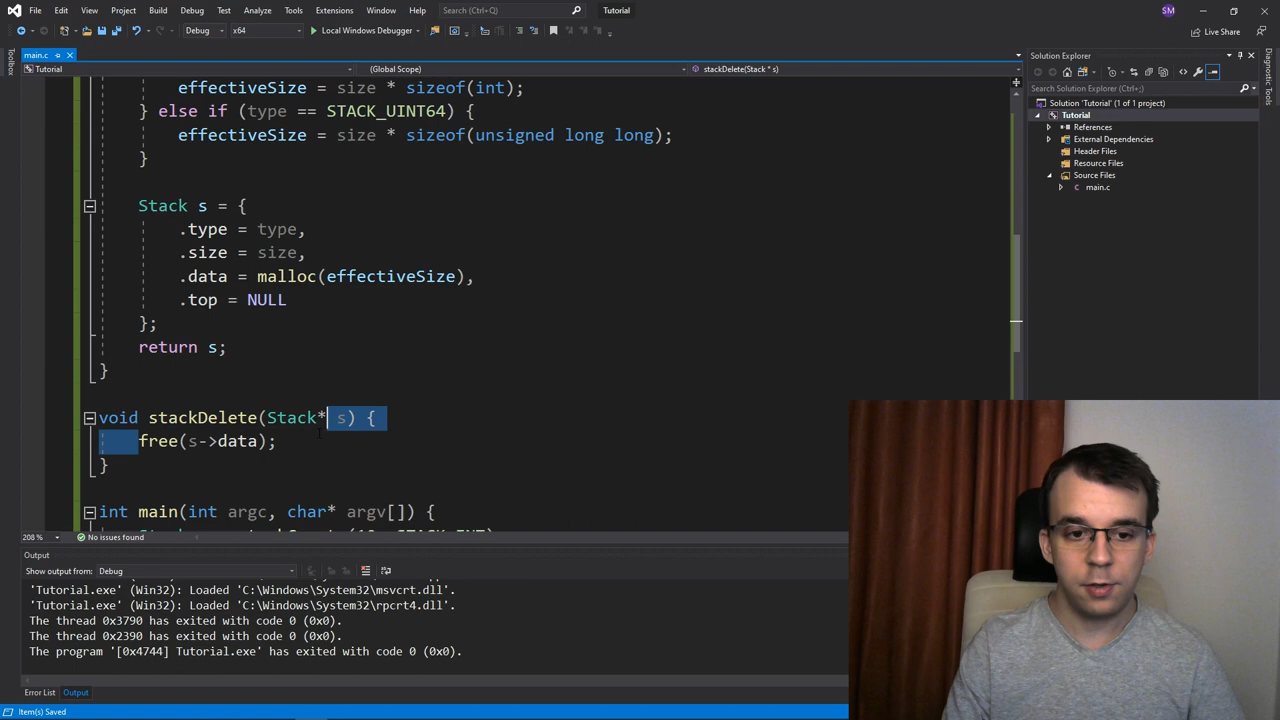 File Edit View Git Project Build Debug Test Analyze Tools Extensions Window Help Search (Ctrl+Q) Tutorial SM
Debug x64 Local Windows Debugger Live Share
main.c
Tutorial (Global Scope) stackDelete(Stack * s)
Toolbox
effectiveSize = size * sizeof(int);
} else if (type == STACK_UINT64) {
effectiveSize = size * sizeof(unsigned long long);
}
Stack s = {
.type = type,
.size = size,
.data = malloc(effectiveSize),
.top = NULL
};
return s;
}
void stackDelete(Stack* s) {
free(s->data);
}
int main(int argc, char* argv[]) {
208 % No issues found
Output
Show output from: Debug
'Tutorial.exe' (Win32): Loaded 'C:\Windows\System32\msvcrt.dll'.
'Tutorial.exe' (Win32): Loaded 'C:\Windows\System32\rpcrt4.dll'.
The thread 0x3790 has exited with code 0 (0x0).
The thread 0x2390 has exited with code 0 (0x0).
The program '[0x4744] Tutorial.exe' has exited with code 0 (0x0).
Error List Output
Item(s) Saved
Solution Explorer
Search Solution Explorer (Ctrl+;)
Solution 'Tutorial' (1 of 1 project)
Tutorial
References
External Dependencies
Header Files
Resource Files
Source Files
main.c
Diagnostic Tools